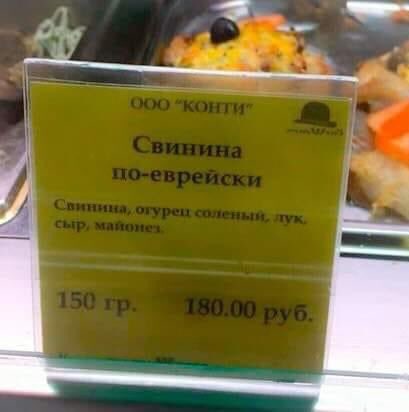 ООО "КОНТИ"
Свинина
по-еврейски
Свинина, огурец соленый, лук,
сыр, майонез.
150 гр. 180.00 руб.